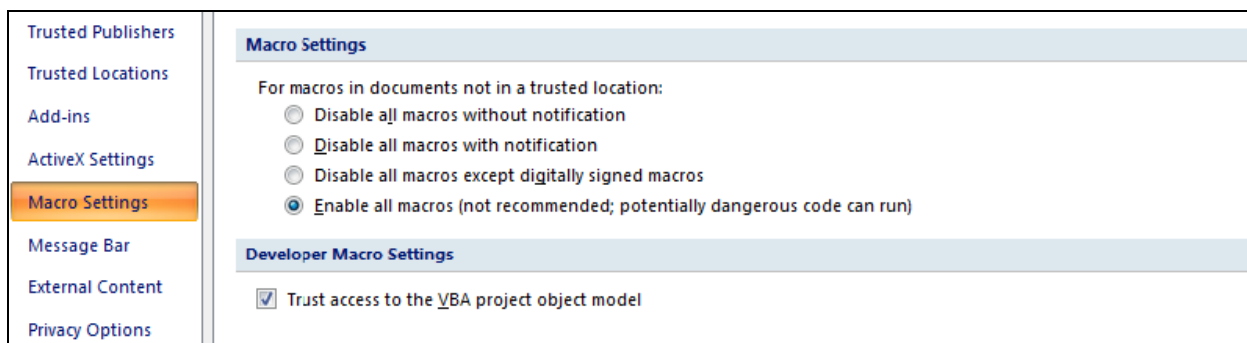 Trusted Publishers
Trusted Locations
Add-ins
ActiveX Settings
Macro Settings
Message Bar
External Content
Privacy Options
Macro Settings
For macros in documents not in a trusted location:
Disable all macros without notification
Disable all macros with notification
Disable all macros except digitally signed macros
Enable all macros (not recommended; potentially dangerous code can run)
Developer Macro Settings
Trust access to the VBA project object model